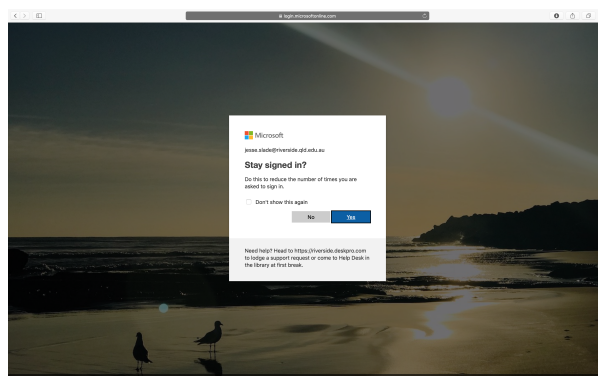 login.microsoftonline.com
Microsoft
jesse.slade@riverside.qld.edu.au
Stay signed in?
Do this to reduce the number of times you are
asked to sign in.
Don't show this again
No
Yes
Need help? Head to https://riverside.deskpro.com
to lodge a support request or come to Help Desk in
the library at first break.